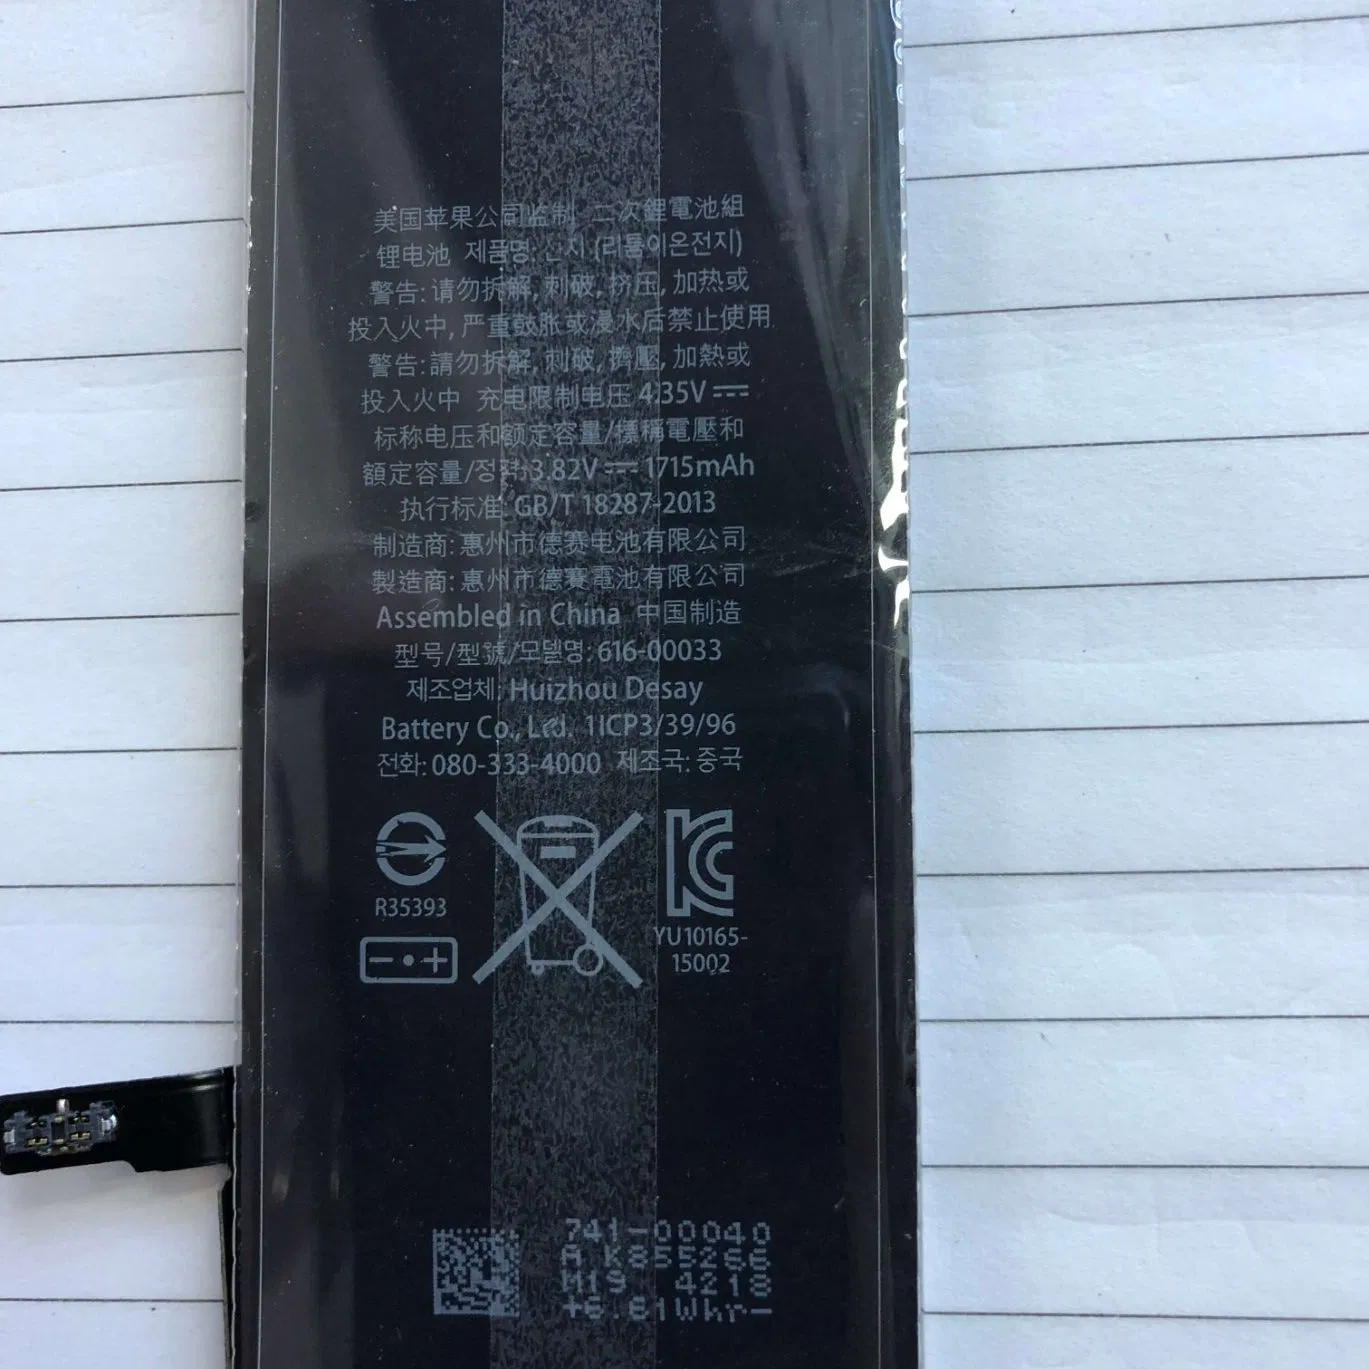 美国苹果公司监制 二次鋰電池組
锂电池 제품명: 전지 (리튬이온전지)
警告: 请勿拆解, 刺破, 挤压, 加热或
投入火中, 严重鼓胀或浸水后禁止使用
警告: 請勿拆解, 刺破, 擠壓, 加熱或
投入火中 充电限制电压 4.35V ⎓
标称电压和额定容量/標稱電壓和
額定容量/정격: 3.82V ⎓ 1715mAh
执行标准: GB/T 18287-2013
制造商: 惠州市德赛电池有限公司
製造商: 惠州市德賽電池有限公司
Assembled in China 中国制造
型号/型號/모델명: 616-00033
제조업체: Huizhou Desay
Battery Co., Ltd. 1ICP3/39/96
전화: 080-333-4000 제조국: 중국
R35393
YU10165-
15002
741-00040
A K855266
M19 4218
+6.61Whr-